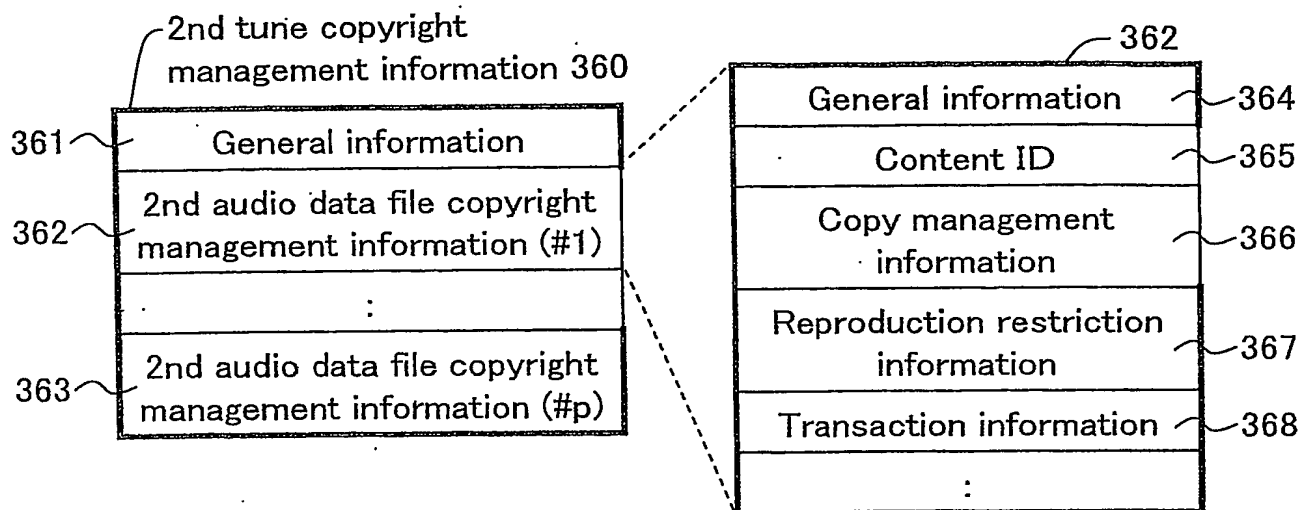 2nd tune copyright
management information 360
361
General information
362
2nd audio data file copyright
management information (#1)
:
363
2nd audio data file copyright
management information (#p)
362
General information
364
Content ID
365
Copy management
information
366
Reproduction restriction
information
367
Transaction information
368
: